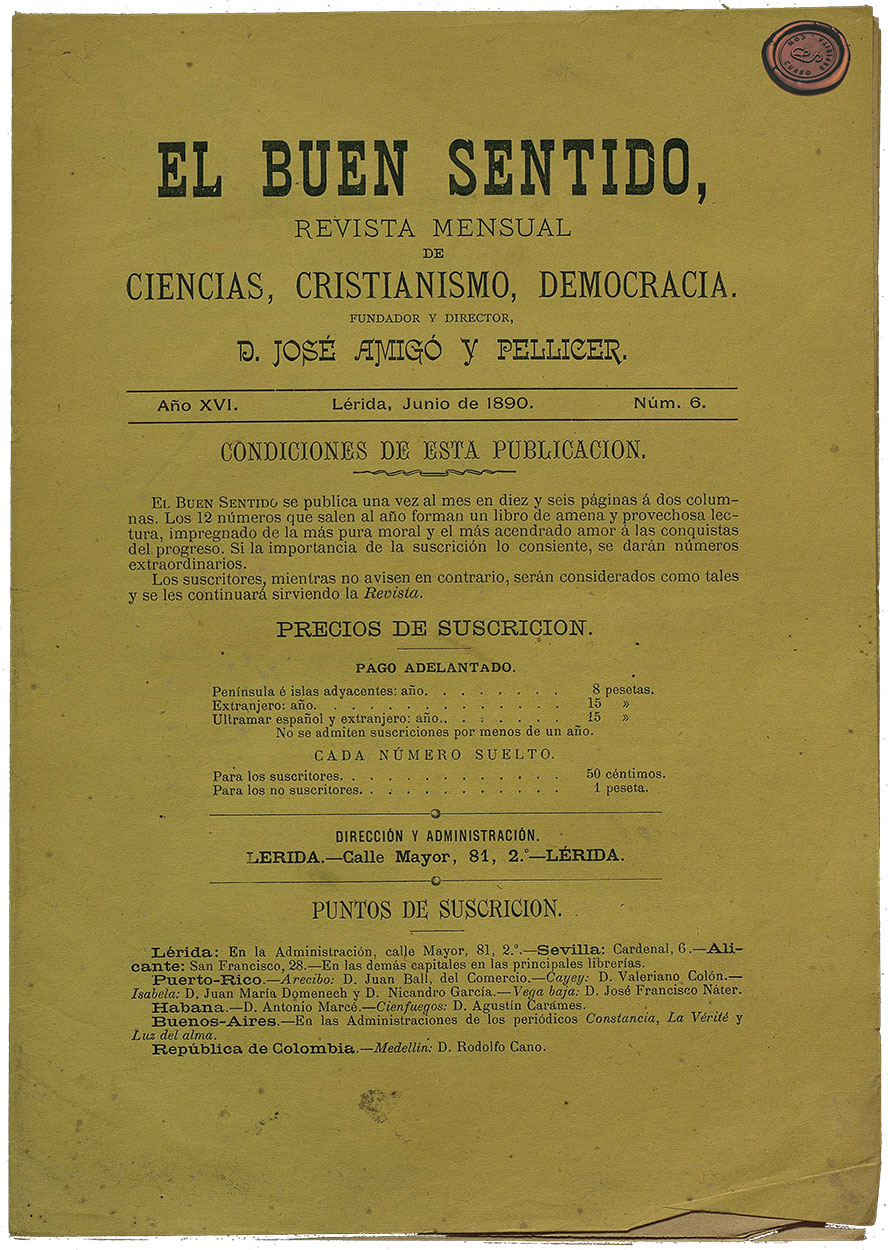 CURSO ESPÍRITA . COM
ces
EL BUEN SENTIDO,
REVISTA MENSUAL
DE
CIENCIAS, CRISTIANISMO, DEMOCRACIA.
FUNDADOR Y DIRECTOR,
D. JOSÉ AMIGÓ Y PELLICER.
Año XVI. Lérida, Junio de 1890. Núm. 6.
CONDICIONES DE ESTA PUBLICACION.
EL BUEN SENTIDO se publica una vez al mes en diez y seis páginas á dos colum-
nas. Los 12 números que salen al año forman un libro de amena y provechosa lec-
tura, impregnado de la más pura moral y el más acendrado amor á las conquistas
del progreso. Si la importancia de la suscrición lo consiente, se darán números
extraordinarios.
Los suscritores, mientras no avisen en contrario, serán considerados como tales
y se les continuará sirviendo la Revista.
PRECIOS DE SUSCRICION.
PAGO ADELANTADO.
Península é islas adyacentes: año. . . . . . . . 8 pesetas.
Extranjero: año. . . . . . . . . . . . . 15 »
Ultramar español y extranjero: año.. . . . . . . 15 »
No se admiten suscriciones por menos de un año.
CADA NÚMERO SUELTO.
Para los suscritores. . . . . . . . . . . . 50 céntimos.
Para los no suscritores. . . . . . . . . . . 1 peseta.
DIRECCIÓN Y ADMINISTRACIÓN.
LERIDA.—Calle Mayor, 81, 2.º—LÉRIDA.
PUNTOS DE SUSCRICION.
Lérida: En la Administración, calle Mayor, 81, 2.º.—Sevilla: Cardenal, 6.—Ali-
cante: San Francisco, 28.—En las demás capitales en las principales librerías.
Puerto-Rico.—Arecibo: D. Juan Ball, del Comercio.—Cayey: D. Valeriano Colón.—
Isabela: D. Juan María Domenech y D. Nicandro García.—Vega baja: D. José Francisco Náter.
Habana.—D. Antonio Marcé.—Cienfuegos: D. Agustín Carámes.
Buenos-Aires.—En las Administraciones de los periódicos Constancia, La Vérité y
Luz del alma.
República de Colombia.—Medellín: D. Rodolfo Cano.